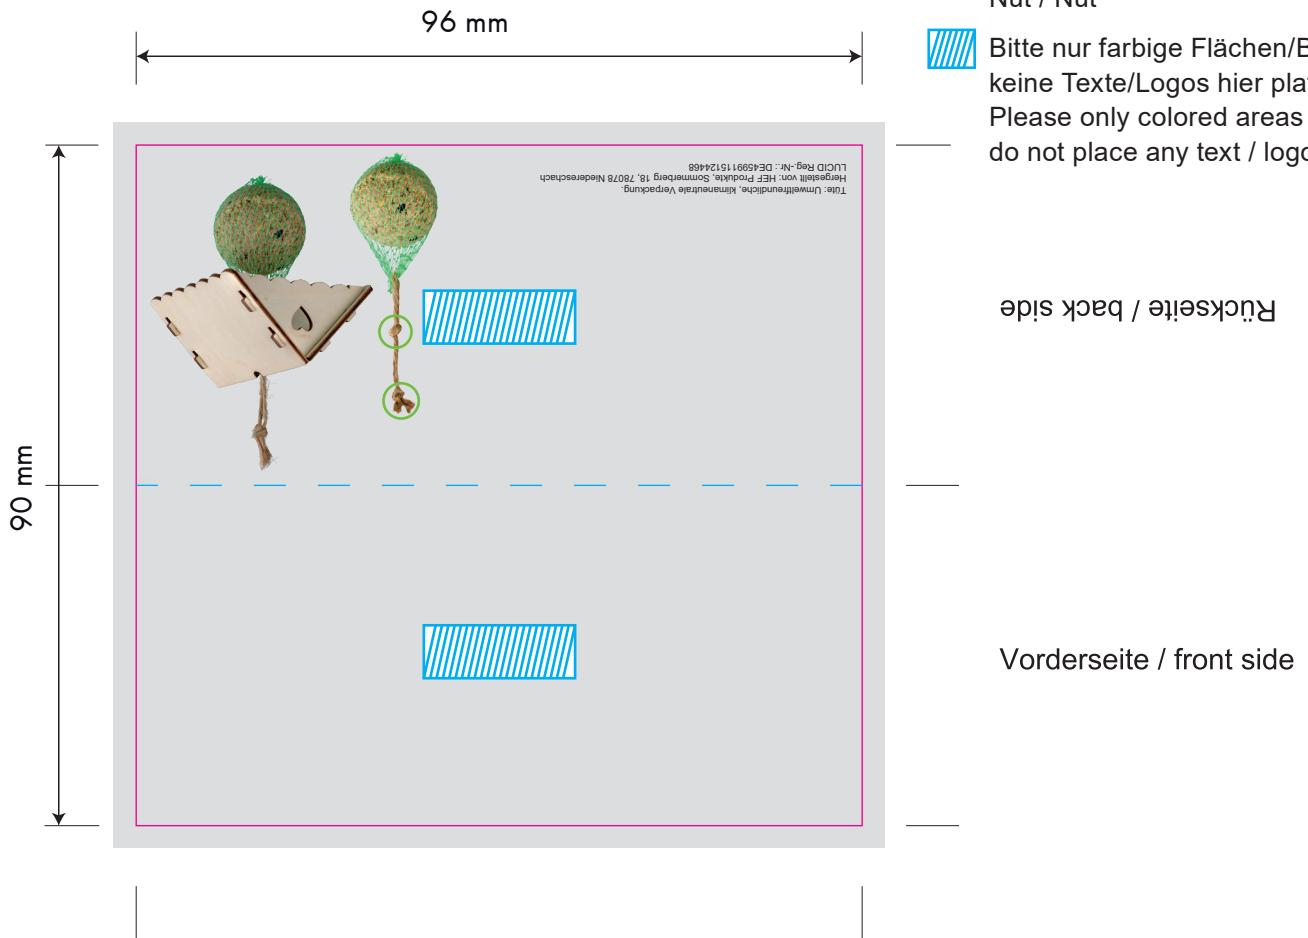 96 mm
Nut / Nut
Bitte nur farbige Flächen/B
keine Texte/Logos hier pla
Please only colored areas
do not place any text / logo
Tüte: Umweltfreundliche, klimaneutrale Verpackung.
Hergestellt von: HEF Produkte, Sommerberg 18, 78078 Niedereschach
LUCID Reg.-Nr.: DE4599115124468
Rückseite / back side
90 mm
Vorderseite / front side